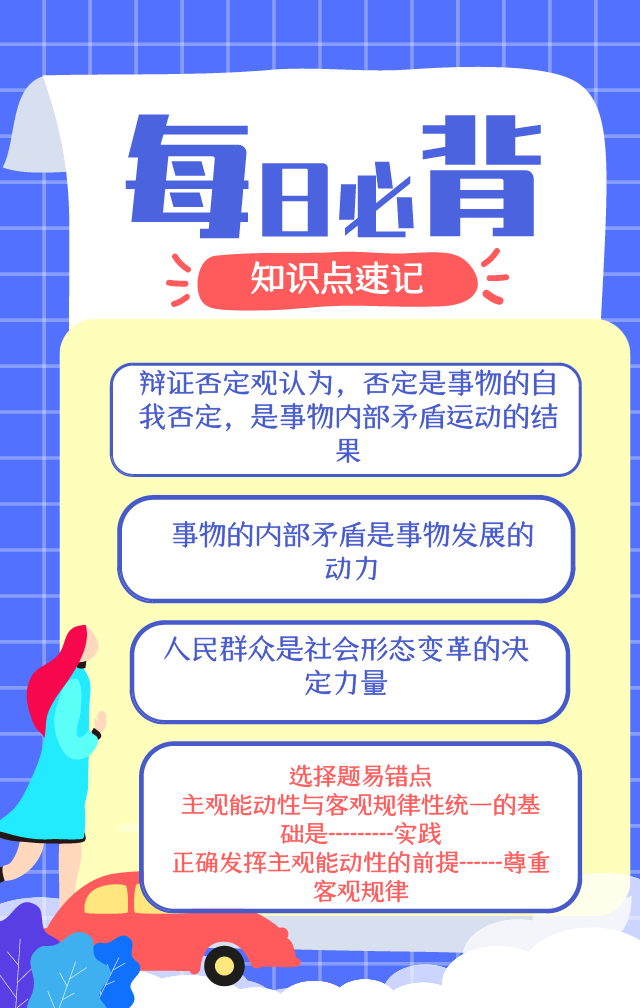 每日必背
知识点速记
辩证否定观认为，否定是事物的自
我否定，是事物内部矛盾运动的结
果
事物的内部矛盾是事物发展的
动力
人民群众是社会形态变革的决
定力量
选择题易错点
主观能动性与客观规律性统一的基
础是---------实践
正确发挥主观能动性的前提------尊重
客观规律